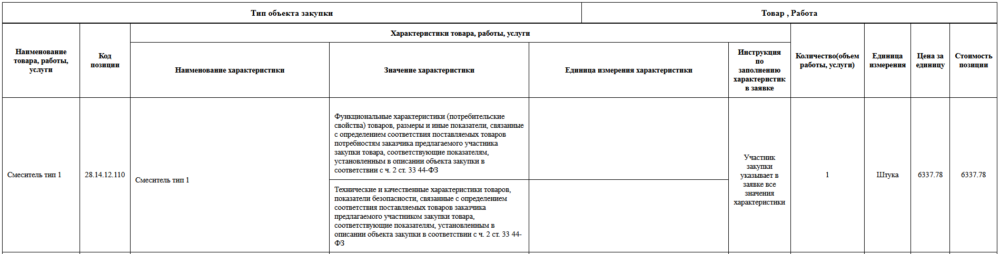 Тип объекта закупки
Товар , Работа
Наименование
товара, работы,
услуги
Код
позиции
Характеристики товара, работы, услуги
Наименование характеристики
Значение характеристики
Единица измерения характеристики
Инструкция
по
заполнению
характеристик
в заявке
Количество(объем
работы, услуги)
Единица
измерения
Цена за
единицу
Стоимость
позиции
Смеситель тип 1
28.14.12.110
Смеситель тип 1
Функциональные характеристики (потребительские
свойства) товаров, размеры и иные показатели, связанные
с определением соответствия поставляемых товаров
потребностям заказчика предлагаемого участника
закупки товара, соответствующие показателям,
установленным в описании объекта закупки в
соответствии с ч. 2 ст. 33 44-ФЗ
Технические и качественные характеристики товаров,
показатели безопасности, связанные с определением
соответствия поставляемых товаров заказчика
предлагаемого участником закупки товара,
соответствующие показателям, установленным в
описании объекта закупки в соответствии с ч. 2 ст. 33 44-
ФЗ
Участник
закупки
указывает в
заявке все
значения
характеристики
1
Штука
6337.78
6337.78